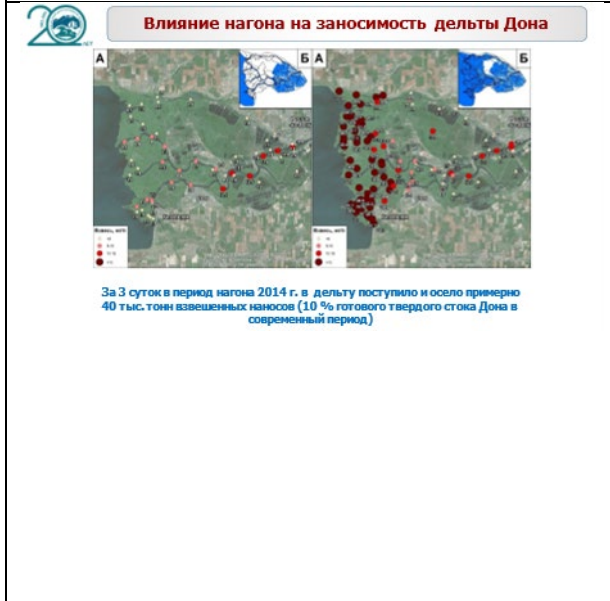 Влияние нагона на заносимость дельты Дона
А
Б
А
Б
За 3 суток в период нагона 2014 г. в дельту поступило и осело примерно
40 тыс. тонн взвешенных наносов (10 % готового твердого стока Дона в
современный период)